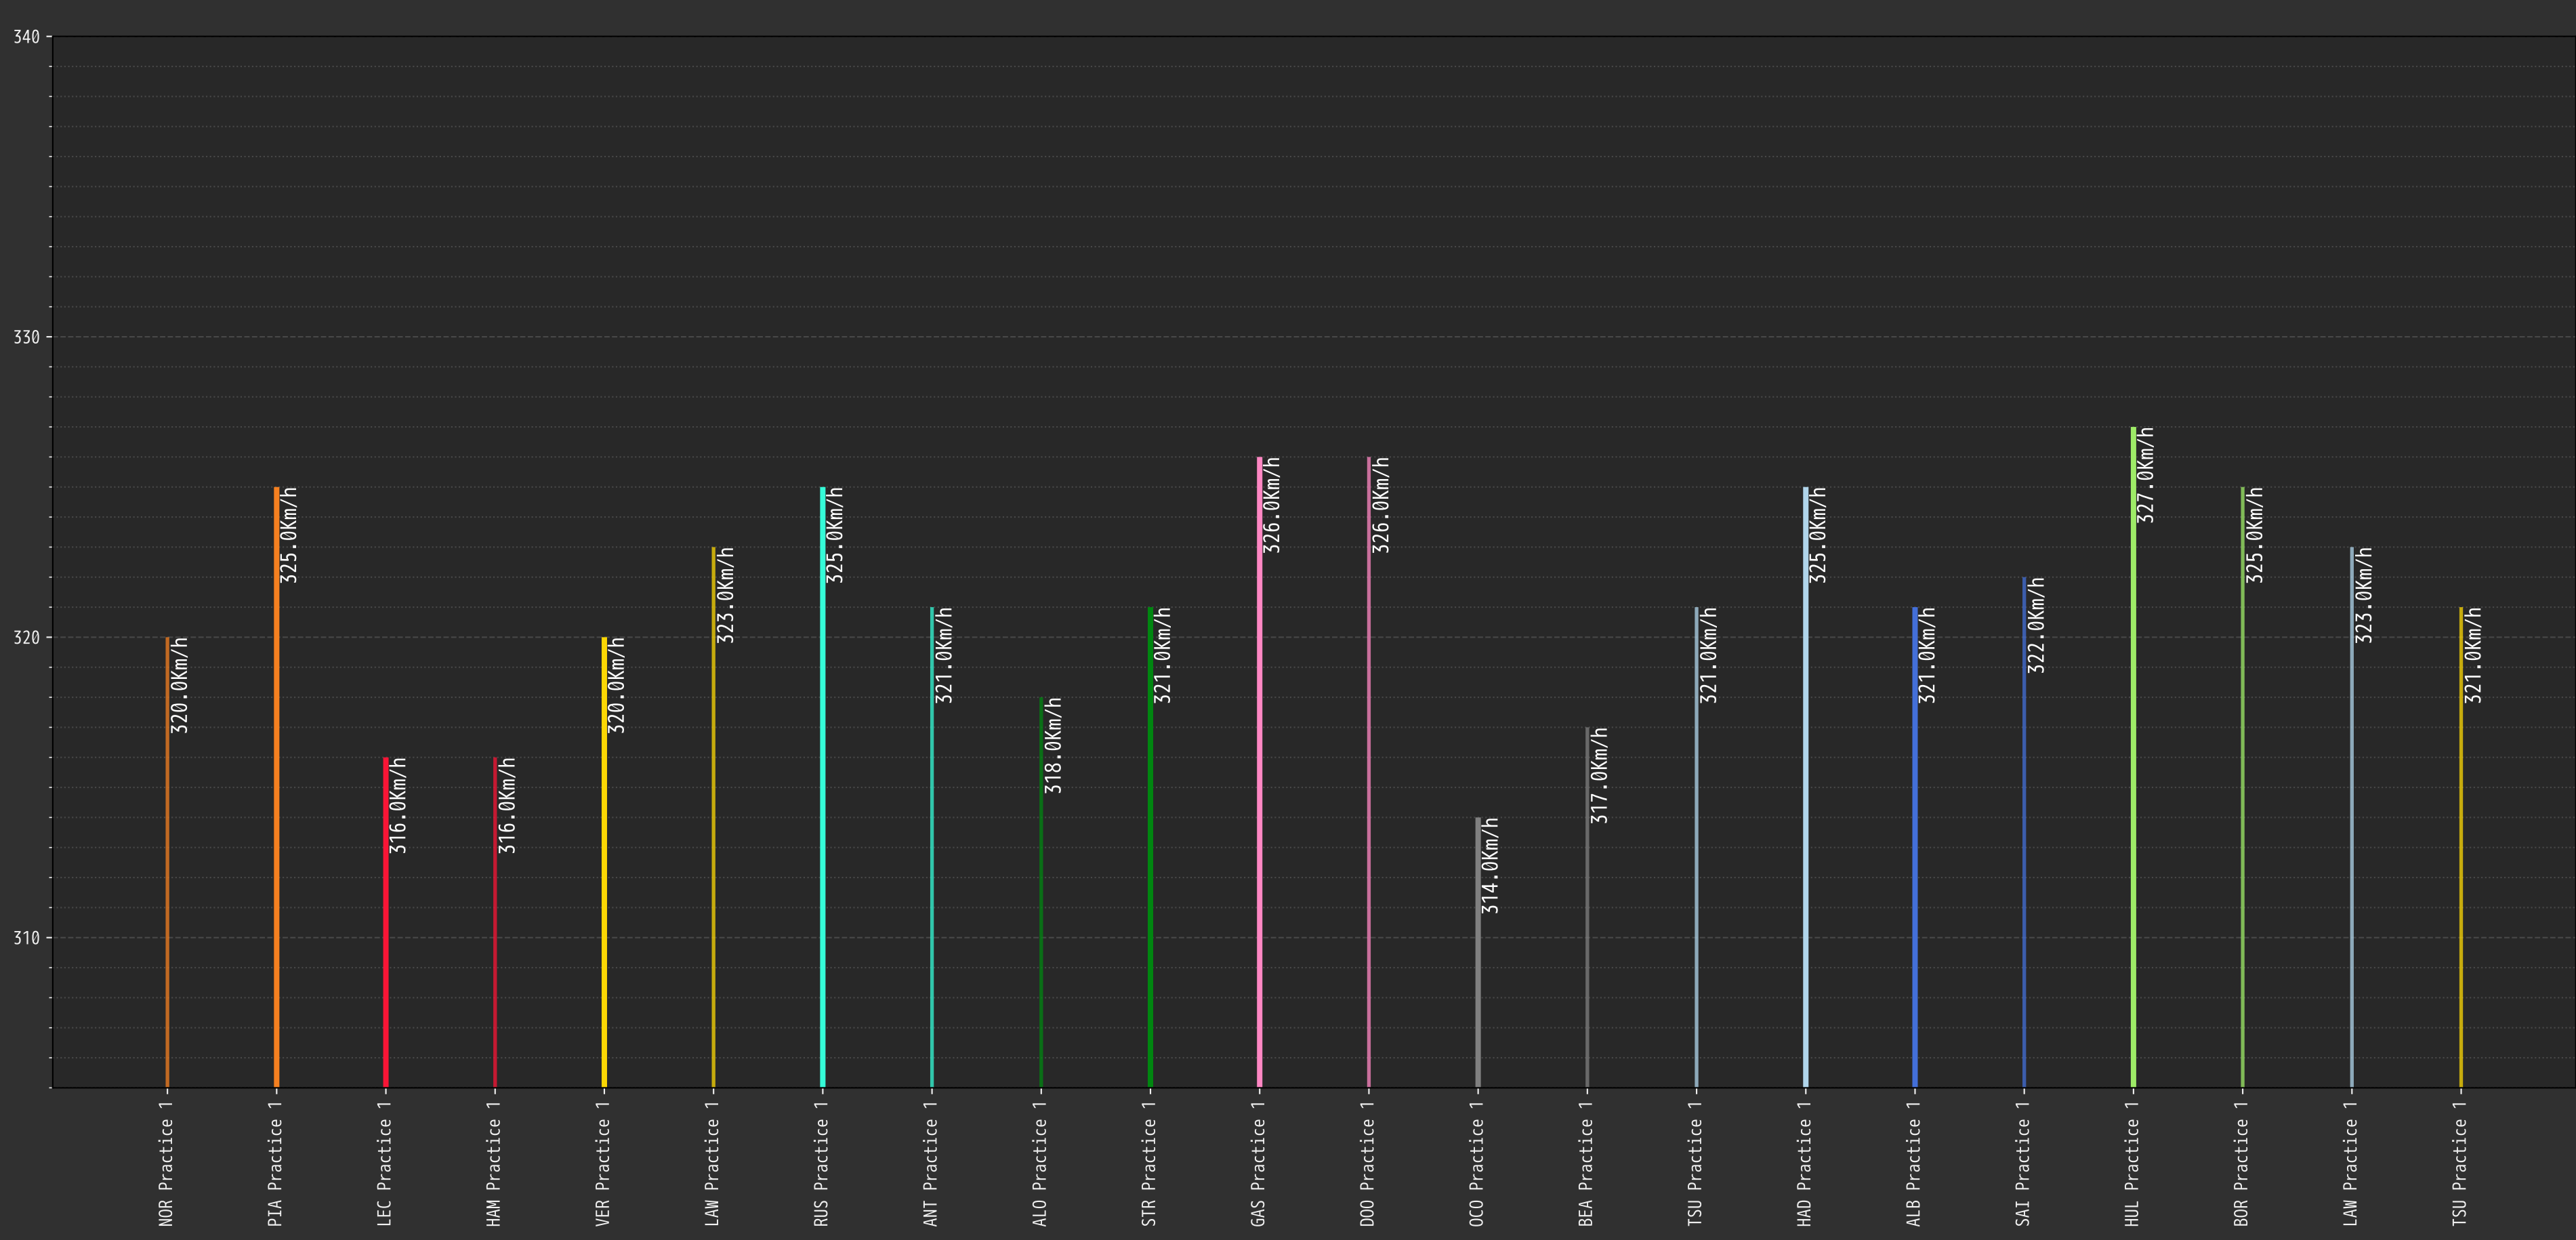 340
330
320
310
320.0Km/h
325.0Km/h
316.0Km/h
316.0Km/h
320.0Km/h
323.0Km/h
325.0Km/h
321.0Km/h
318.0Km/h
321.0Km/h
326.0Km/h
326.0Km/h
314.0Km/h
317.0Km/h
321.0Km/h
325.0Km/h
321.0Km/h
322.0Km/h
327.0Km/h
325.0Km/h
323.0Km/h
321.0Km/h
NOR Practice 1
PIA Practice 1
LEC Practice 1
HAM Practice 1
VER Practice 1
LAW Practice 1
RUS Practice 1
ANT Practice 1
ALO Practice 1
STR Practice 1
GAS Practice 1
DOO Practice 1
OCO Practice 1
BEA Practice 1
TSU Practice 1
HAD Practice 1
ALB Practice 1
SAI Practice 1
HUL Practice 1
BOR Practice 1
LAW Practice 1
TSU Practice 1